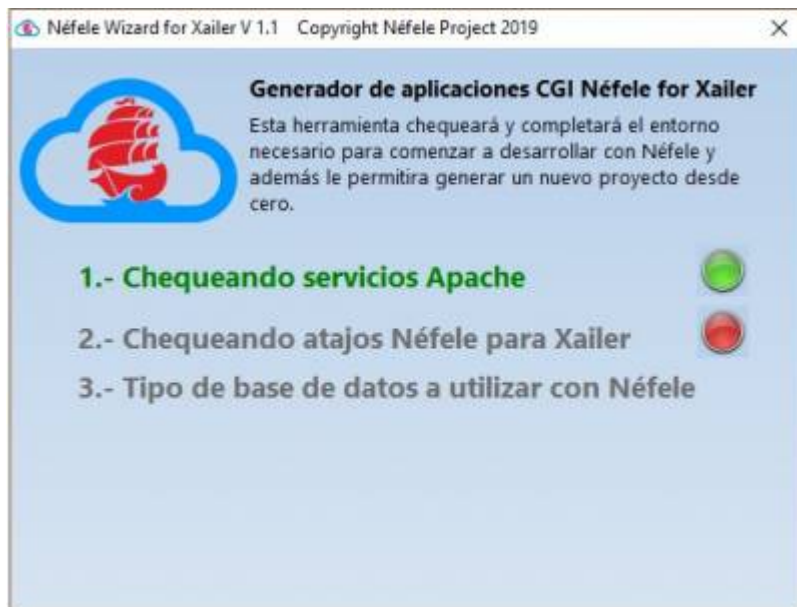 Néfele Wizard for Xailer V 1.1 Copyright Néfele Project 2019
Generador de aplicaciones CGI Néfele for Xailer
Esta herramienta chequeará y completará el entorno
necesario para comenzar a desarrollar con Néfele y
además le permitira generar un nuevo proyecto desde
cero.
1.- Chequeando servicios Apache
2.- Chequeando atajos Néfele para Xailer
3.- Tipo de base de datos a utilizar con Néfele